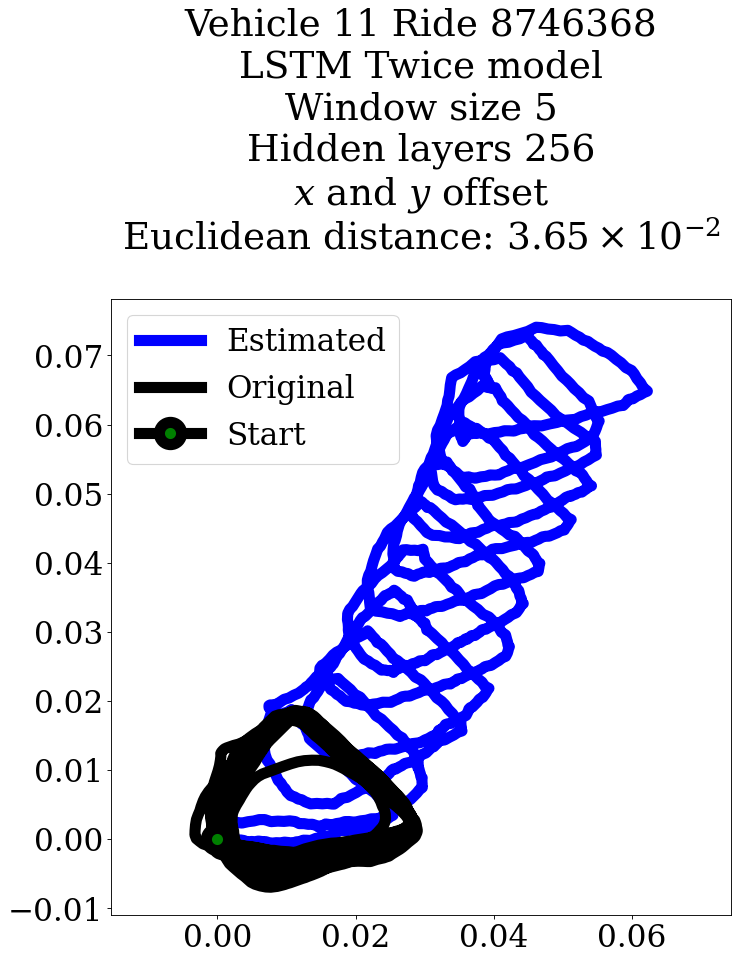 Vehicle 11 Ride 8746368
LSTM Twice model
Window size 5
Hidden layers 256
x and y offset
Euclidean distance: 3.65 × 10⁻²
Estimated
Original
Start
0.07
0.06
0.05
0.04
0.03
0.02
0.01
0.00
−0.01
0.00 0.02 0.04 0.06